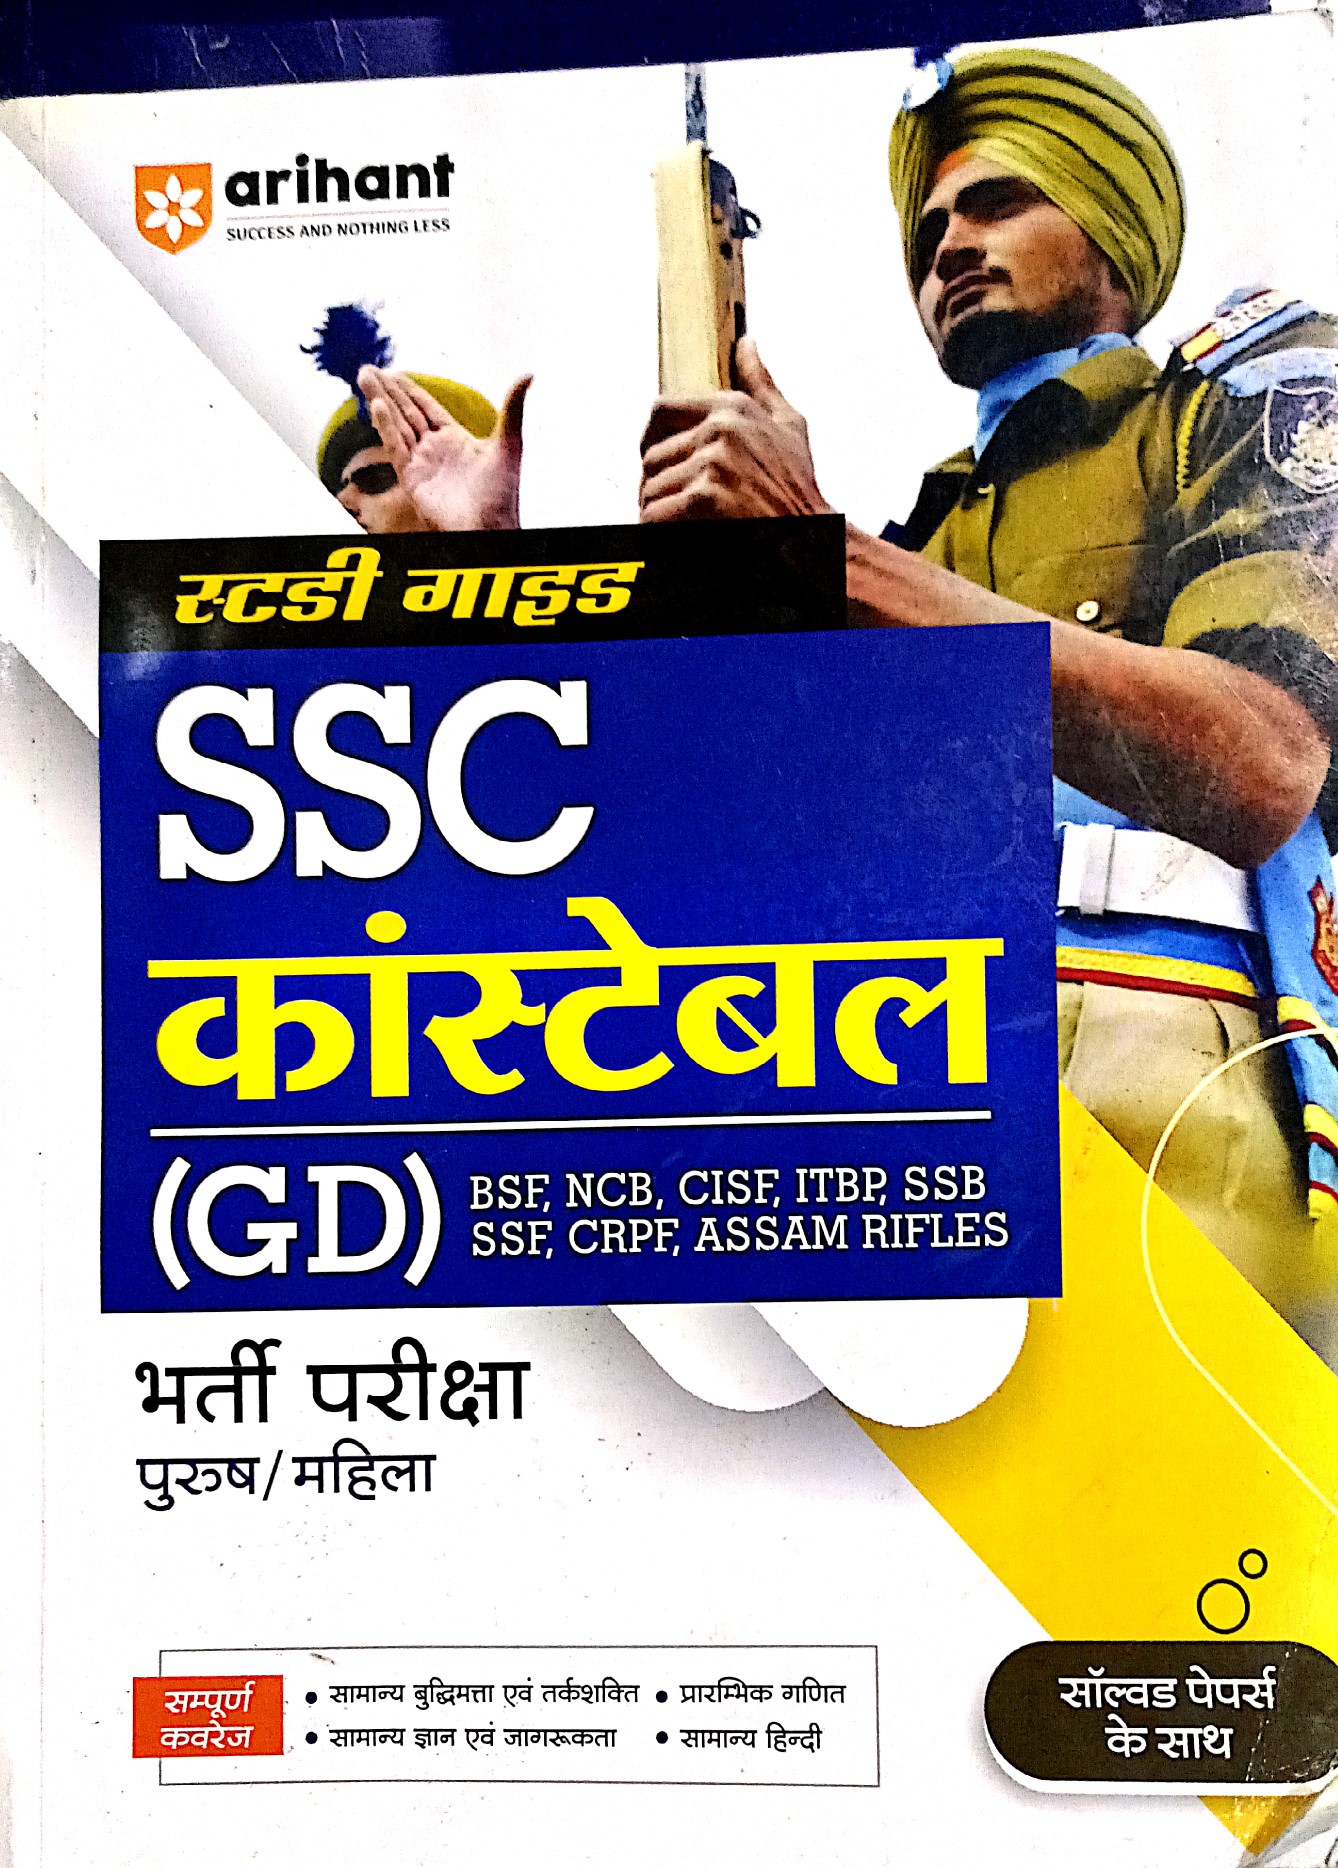 arihant
SUCCESS AND NOTHING LESS
स्टडी गाइड
SSC
कांस्टेबल
(GD) BSF, NCB, CISF, ITBP, SSB
SSF, CRPF, ASSAM RIFLES
भर्ती परीक्षा
पुरुष/महिला
सम्पूर्ण
कवरेज
• सामान्य बुद्धिमत्ता एवं तर्कशक्ति • प्रारम्भिक गणित
• सामान्य ज्ञान एवं जागरूकता • सामान्य हिन्दी
सॉल्वड पेपर्स
के साथ